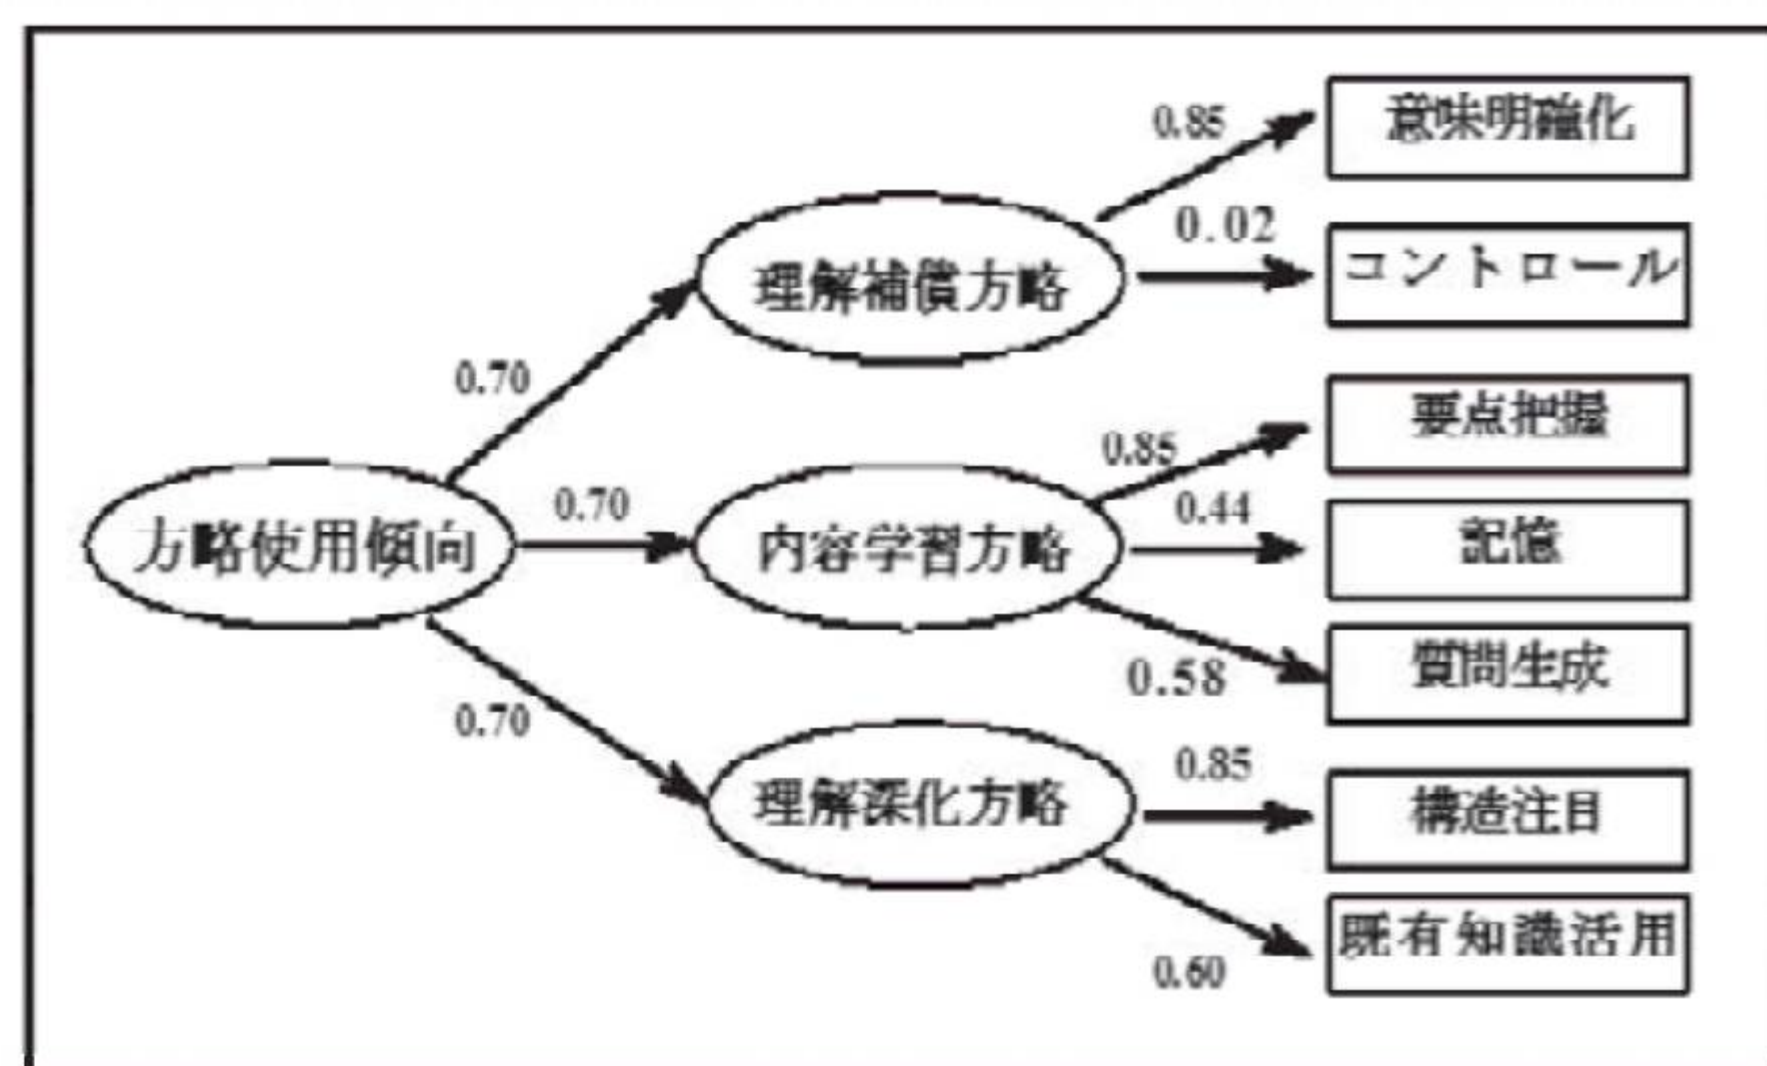 0.85
意味明確化
0.02
理解補償方略
コントロール
0.70
0.85
要点把握
方略使用傾向
0.70
内容学習方略
0.44
記憶
0.58
質問生成
0.70
理解深化方略
0.85
構造注目
0.60
既有知識活用